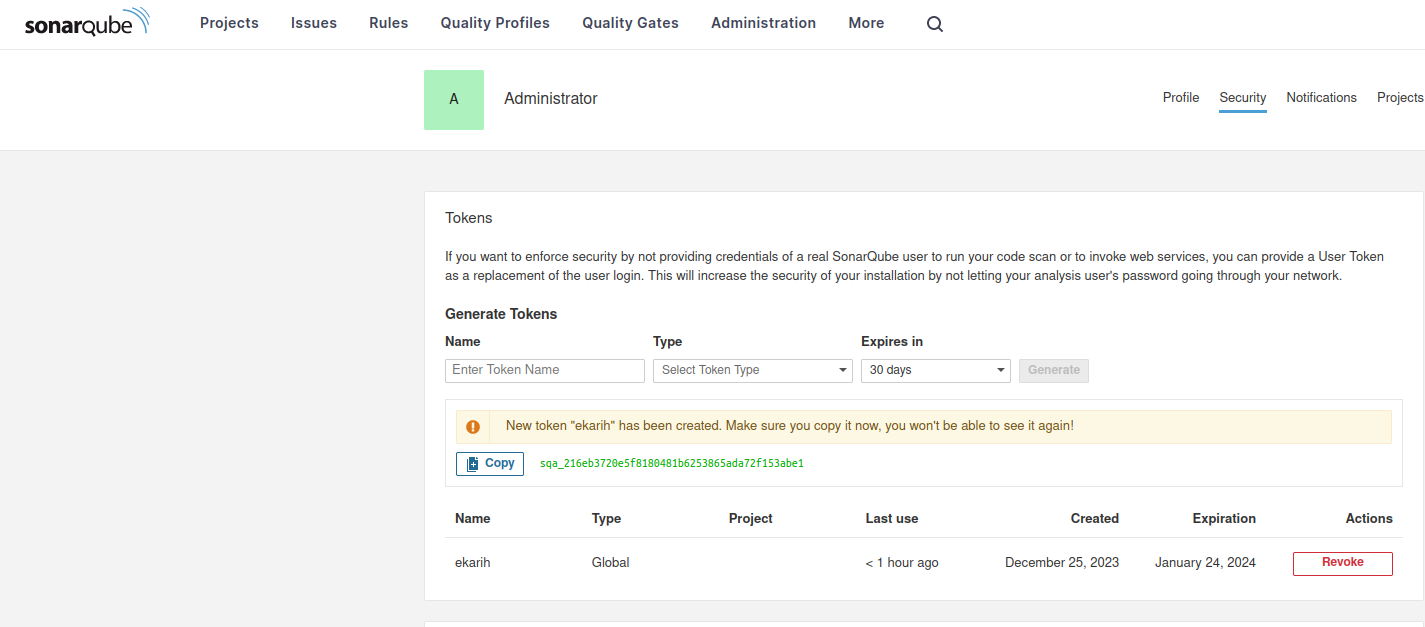 sonarqube Projects Issues Rules Quality Profiles Quality Gates Administration More
A Administrator Profile Security Notifications Projects
Tokens
If you want to enforce security by not providing credentials of a real SonarQube user to run your code scan or to invoke web services, you can provide a User Token
as a replacement of the user login. This will increase the security of your installation by not letting your analysis user's password going through your network.
Generate Tokens
Name Type Expires in
Enter Token Name Select Token Type 30 days Generate
New token "ekarih" has been created. Make sure you copy it now, you won't be able to see it again!
Copy sqa_216eb3720e5f8180481b6253865ada72f153abe1
Name Type Project Last use Created Expiration Actions
ekarih Global < 1 hour ago December 25, 2023 January 24, 2024 Revoke